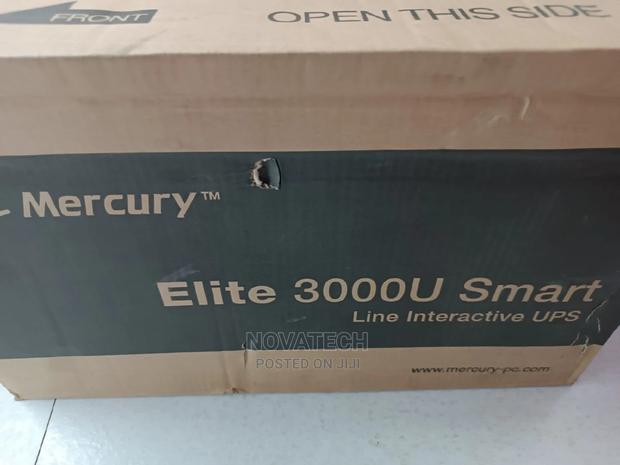 FRONT
OPEN THIS SIDE
Mercury™
Elite 3000U Smart
Line Interactive UPS
NOVATECH
POSTED ON JIJI
www.mercury-pc.com